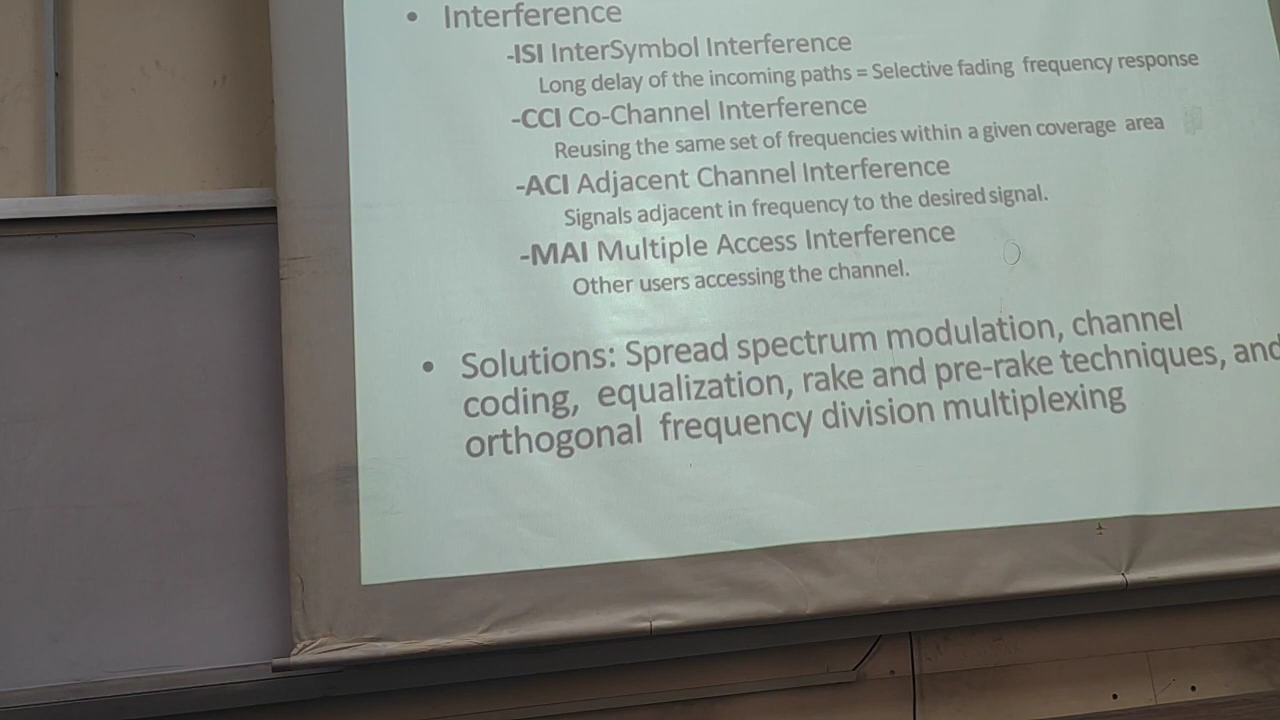 • Interference
-ISI InterSymbol Interference
Long delay of the incoming paths = Selective fading frequency response
-CCI Co-Channel Interference
Reusing the same set of frequencies within a given coverage area
-ACI Adjacent Channel Interference
Signals adjacent in frequency to the desired signal.
-MAI Multiple Access Interference
Other users accessing the channel.
• Solutions: Spread spectrum modulation, channel
coding, equalization, rake and pre-rake techniques, and
orthogonal frequency division multiplexing